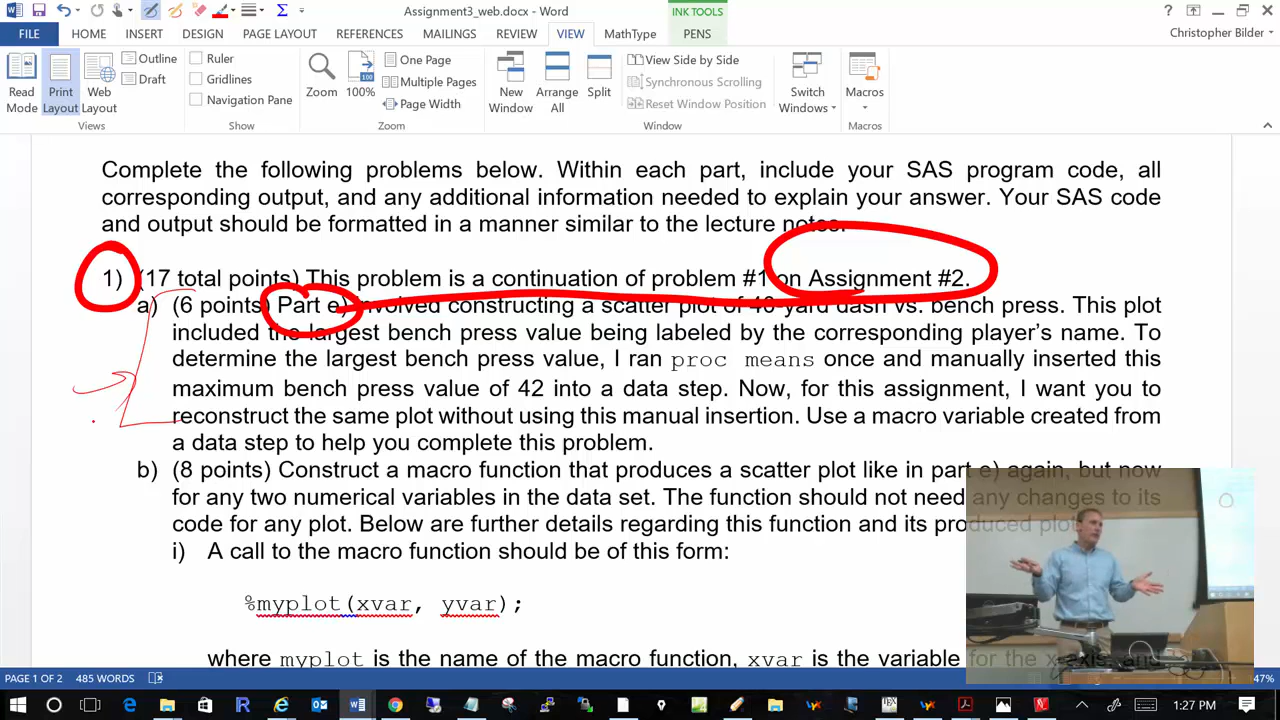 Assignment3_web.docx - Word
INK TOOLS
FILE
HOME
INSERT
DESIGN
PAGE LAYOUT
REFERENCES
MAILINGS
REVIEW
VIEW
MathType
PENS
Christopher Bilder
Read Mode
Print Layout
Web Layout
Outline
Draft
Views
Ruler
Gridlines
Navigation Pane
Show
Zoom
100%
One Page
Multiple Pages
Page Width
Zoom
New Window
Arrange All
Split
View Side by Side
Synchronous Scrolling
Reset Window Position
Window
Switch Windows
Macros
Macros
Complete the following problems below. Within each part, include your SAS program code, all
corresponding output, and any additional information needed to explain your answer. Your SAS code
and output should be formatted in a manner similar to the lecture notes.
1) (17 total points) This problem is a continuation of problem #1 on Assignment #2.
a) (6 points) Part e) involved constructing a scatter plot of 40-yard dash vs. bench press. This plot
included the largest bench press value being labeled by the corresponding player's name. To
determine the largest bench press value, I ran proc means once and manually inserted this
maximum bench press value of 42 into a data step. Now, for this assignment, I want you to
reconstruct the same plot without using this manual insertion. Use a macro variable created from
a data step to help you complete this problem.
b) (8 points) Construct a macro function that produces a scatter plot like in part e) again, but now
for any two numerical variables in the data set. The function should not need any changes to its
code for any plot. Below are further details regarding this function and its produced plot
i) A call to the macro function should be of this form:
%myplot(xvar, yvar);
where myplot is the name of the macro function, xvar is the variable for the x-axis, and
PAGE 1 OF 2
485 WORDS
47%
1:27 PM